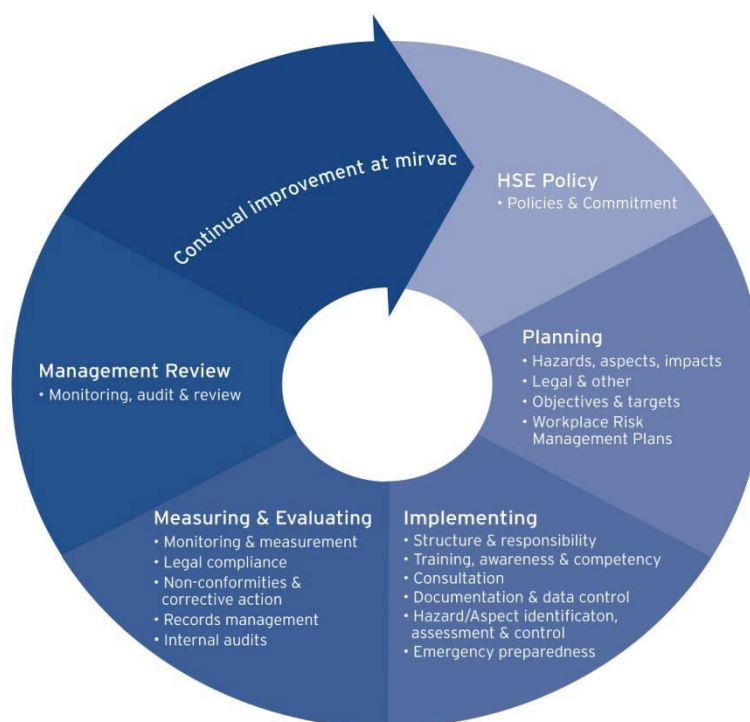 Continual improvement at mirvac
HSE Policy
• Policies & Commitment
Planning
• Hazards, aspects, impacts
• Legal & other
• Objectives & targets
• Workplace Risk
Management Plans
Implementing
• Structure & responsibility
• Training, awareness & competency
• Consultation
• Documentation & data control
• Hazard/Aspect identificaton,
assessment & control
• Emergency preparedness
Measuring & Evaluating
• Monitoring & measurement
• Legal compliance
• Non-conformities &
corrective action
• Records management
• Internal audits
Management Review
• Monitoring, audit & review